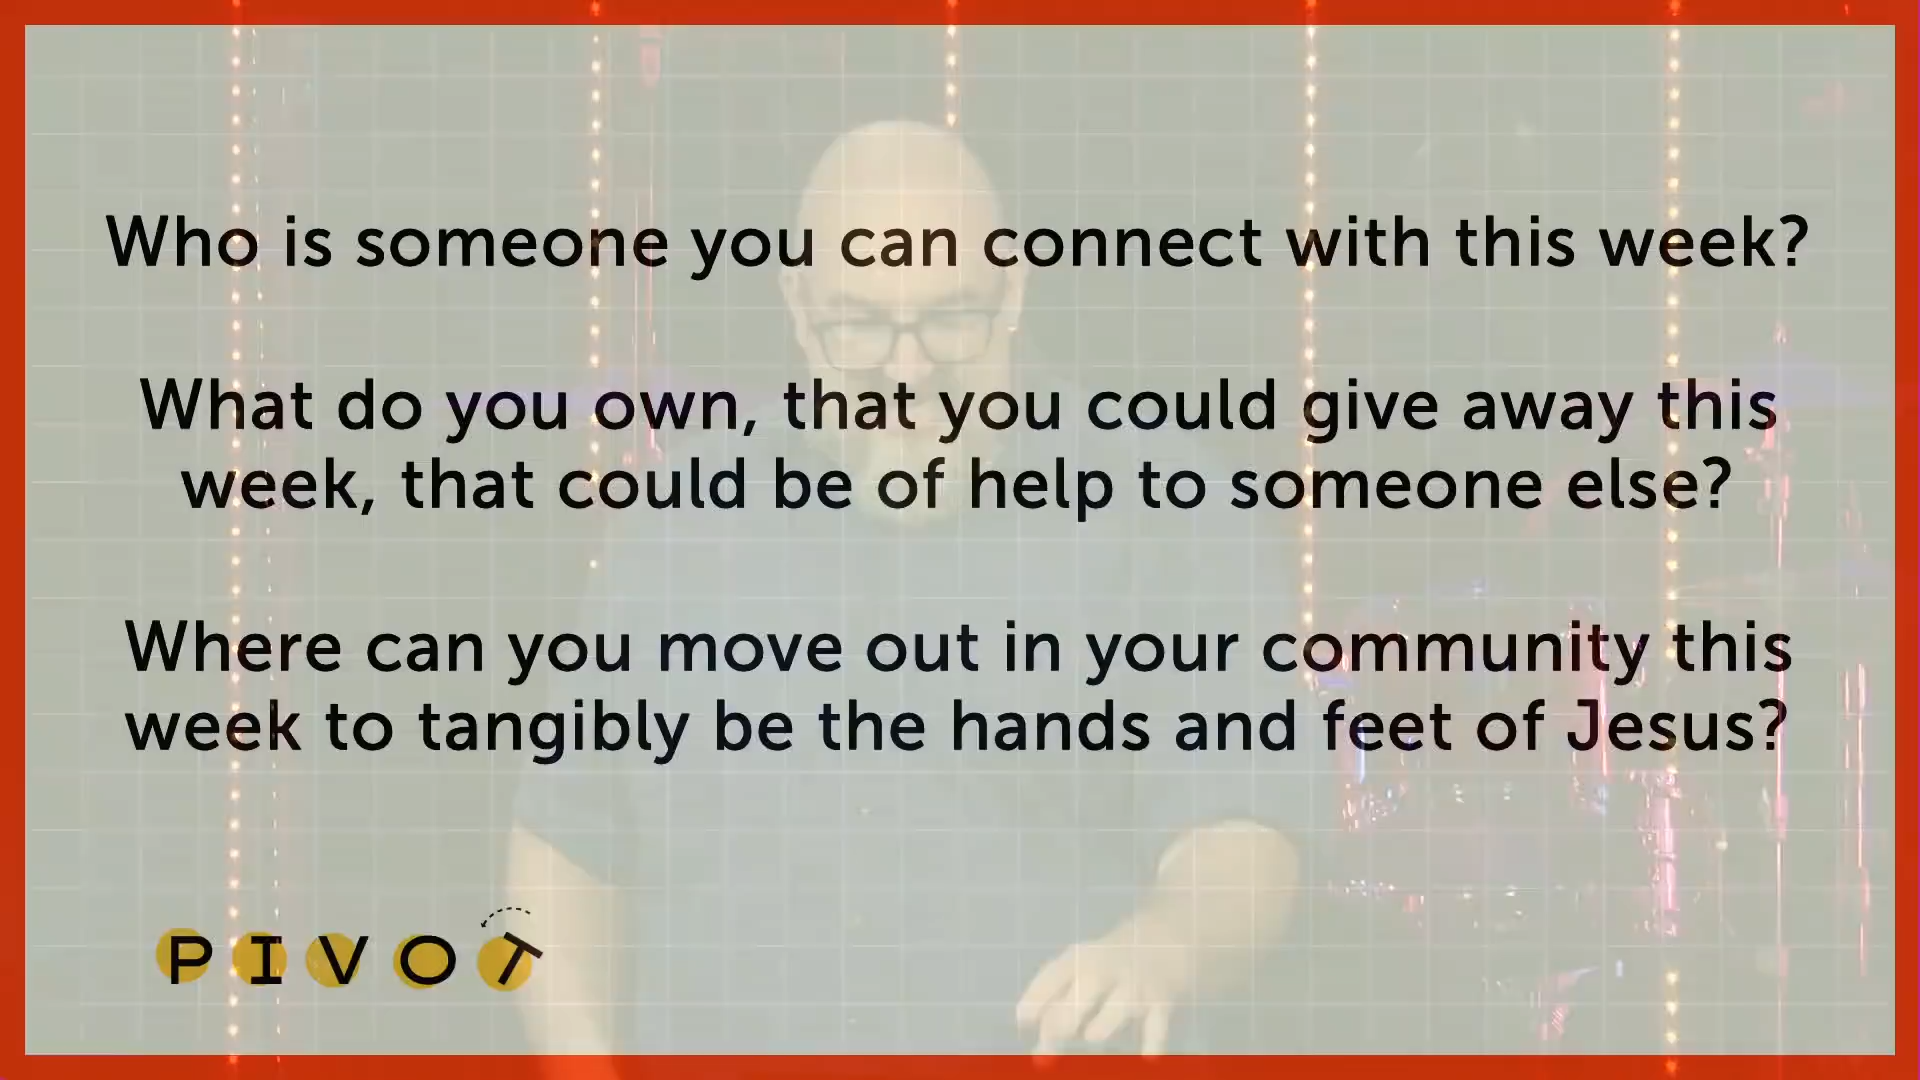 Who is someone you can connect with this week?
What do you own, that you could give away this
week, that could be of help to someone else?
Where can you move out in your community this
week to tangibly be the hands and feet of Jesus?
PIVOT